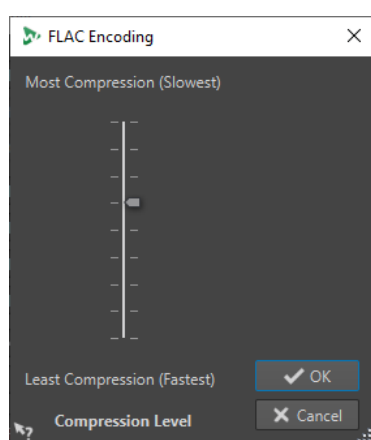 FLAC Encoding
Most Compression (Slowest)
Least Compression (Fastest)
OK
Compression Level
Cancel